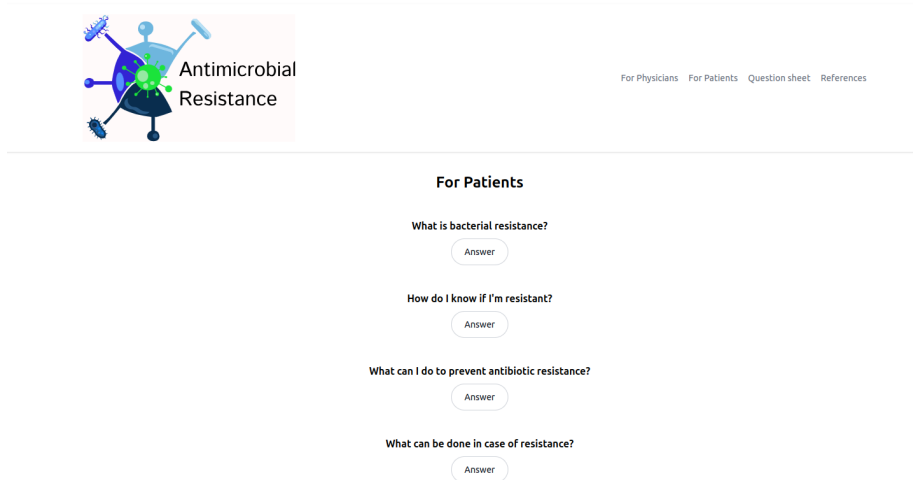 Antimicrobial
Resistance
For Physicians For Patients Question sheet References
For Patients
What is bacterial resistance?
Answer
How do I know if I'm resistant?
Answer
What can I do to prevent antibiotic resistance?
Answer
What can be done in case of resistance?
Answer